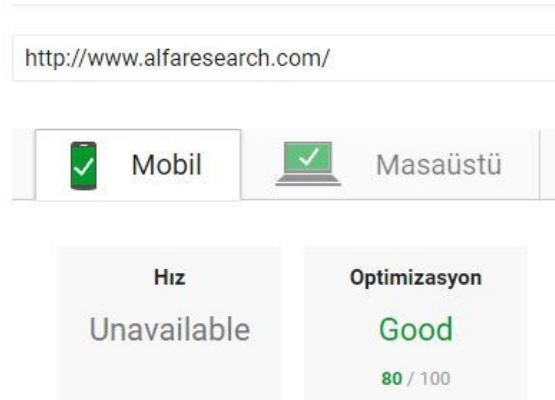 http://www.alfaresearch.com/
Mobil Masaüstü
Hız Optimizasyon
Unavailable Good
80 / 100